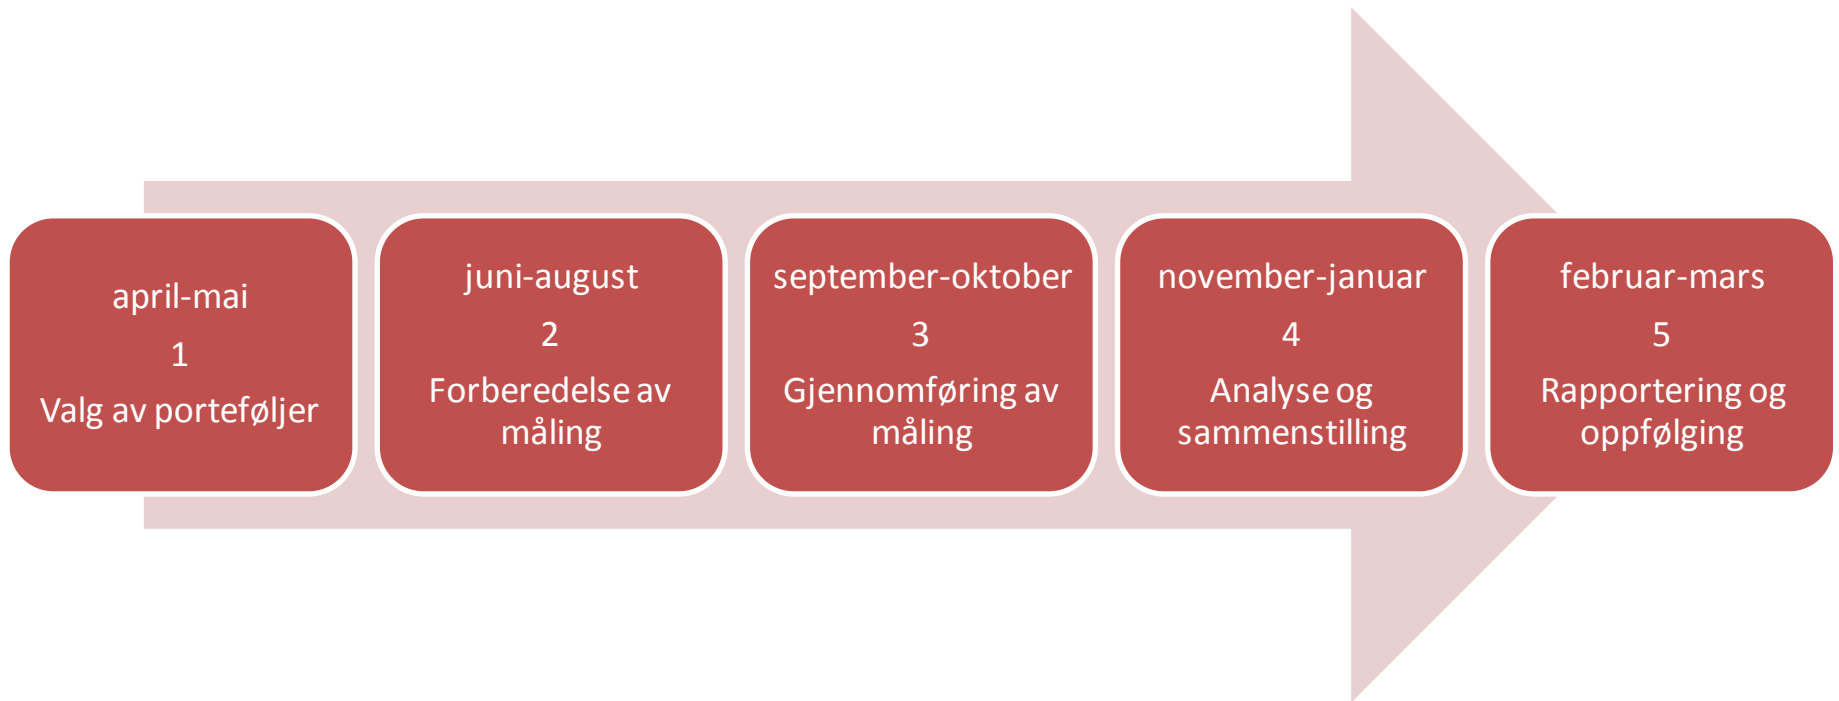 april-mai
1
Valg av porteføljer
juni-august
2
Forberedelse av
måling
september-oktober
3
Gjennomføring av
måling
november-januar
4
Analyse og
sammenstilling
februar-mars
5
Rapportering og
oppfølging